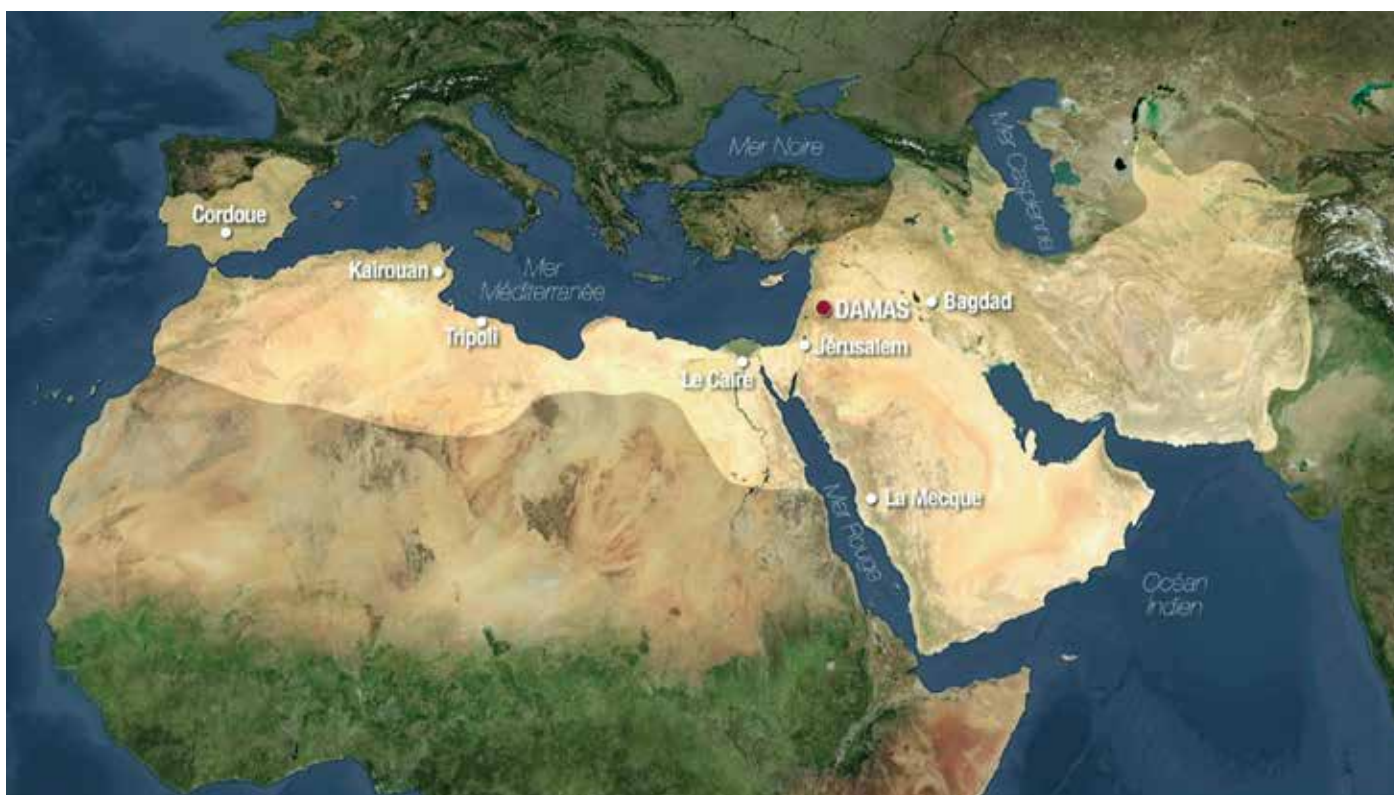 Mer Noire
Mer Caspienne
Cordoue
Kairouan
Mer
Méditerranée
Tripoli
DAMAS
Bagdad
Jérusalem
Le Caire
La Mecque
Mer Rouge
Océan
Indien